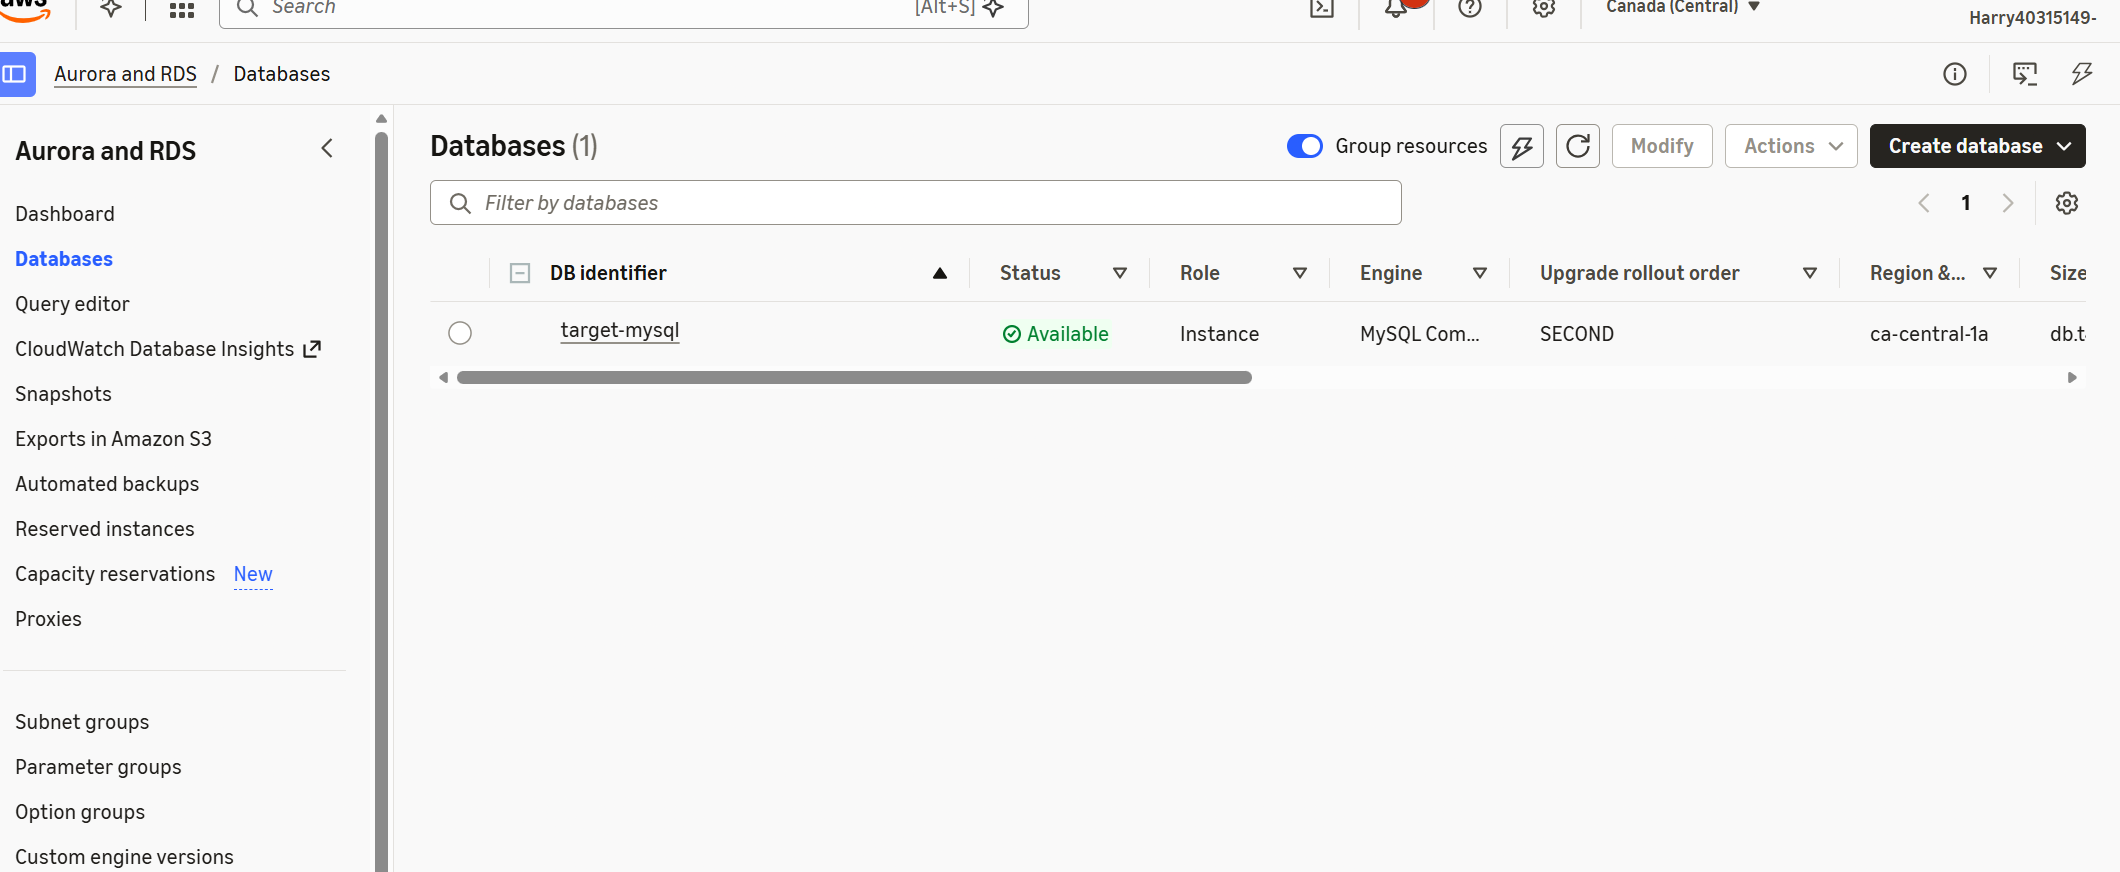 aws
Search [Alt+S]
Canada (Central)
Harry40315149-
Aurora and RDS / Databases
Aurora and RDS
Dashboard
Databases
Query editor
CloudWatch Database Insights
Snapshots
Exports in Amazon S3
Automated backups
Reserved instances
Capacity reservations New
Proxies
Subnet groups
Parameter groups
Option groups
Custom engine versions
Databases (1)
Group resources
Modify
Actions
Create database
Filter by databases
1
DB identifier Status Role Engine Upgrade rollout order Region &... Size
target-mysql Available Instance MySQL Com... SECOND ca-central-1a db.t